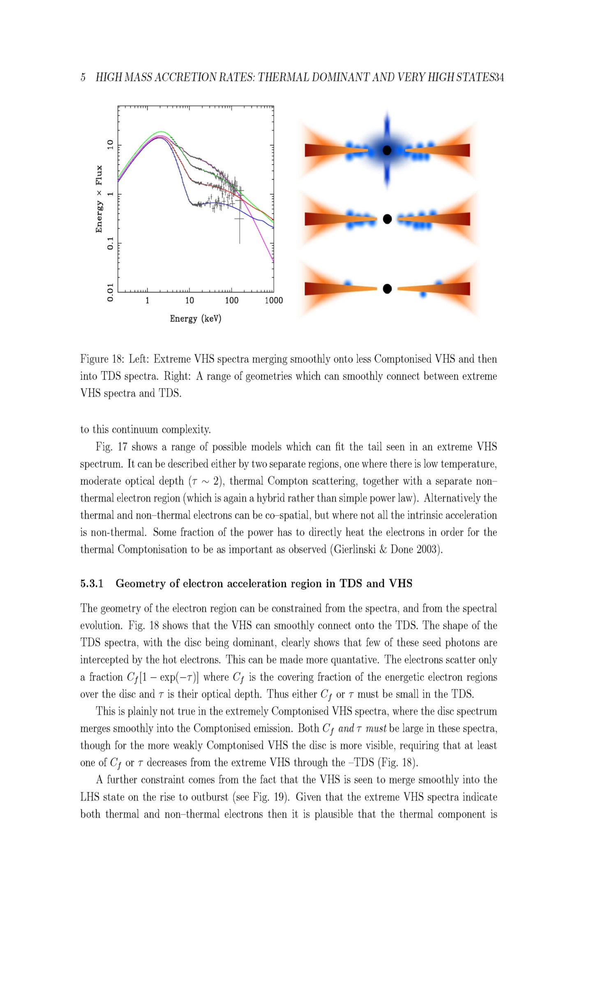 5 HIGH MASS ACCRETION RATES: THERMAL DOMINANT AND VERY HIGH STATES34
Energy × Flux
10
1
0.1
0.01
1 10 100 1000
Energy (keV)
Figure 18: Left: Extreme VHS spectra merging smoothly onto less Comptonised VHS and then
into TDS spectra. Right: A range of geometries which can smoothly connect between extreme
VHS spectra and TDS.
to this continuum complexity.
Fig. 17 shows a range of possible models which can fit the tail seen in an extreme VHS
spectrum. It can be described either by two separate regions, one where there is low temperature,
moderate optical depth (τ ∼ 2), thermal Compton scattering, together with a separate non–
thermal electron region (which is again a hybrid rather than simple power law). Alternatively the
thermal and non–thermal electrons can be co–spatial, but where not all the intrinsic acceleration
is non-thermal. Some fraction of the power has to directly heat the electrons in order for the
thermal Comptonisation to be as important as observed (Gierlinski & Done 2003).
5.3.1 Geometry of electron acceleration region in TDS and VHS
The geometry of the electron region can be constrained from the spectra, and from the spectral
evolution. Fig. 18 shows that the VHS can smoothly connect onto the TDS. The shape of the
TDS spectra, with the disc being dominant, clearly shows that few of these seed photons are
intercepted by the hot electrons. This can be made more quantative. The electrons scatter only
a fraction C_f[1 − exp(−τ)] where C_f is the covering fraction of the energetic electron regions
over the disc and τ is their optical depth. Thus either C_f or τ must be small in the TDS.
This is plainly not true in the extremely Comptonised VHS spectra, where the disc spectrum
merges smoothly into the Comptonised emission. Both C_f and τ must be large in these spectra,
though for the more weakly Comptonised VHS the disc is more visible, requiring that at least
one of C_f or τ decreases from the extreme VHS through the –TDS (Fig. 18).
A further constraint comes from the fact that the VHS is seen to merge smoothly into the
LHS state on the rise to outburst (see Fig. 19). Given that the extreme VHS spectra indicate
both thermal and non–thermal electrons then it is plausible that the thermal component is